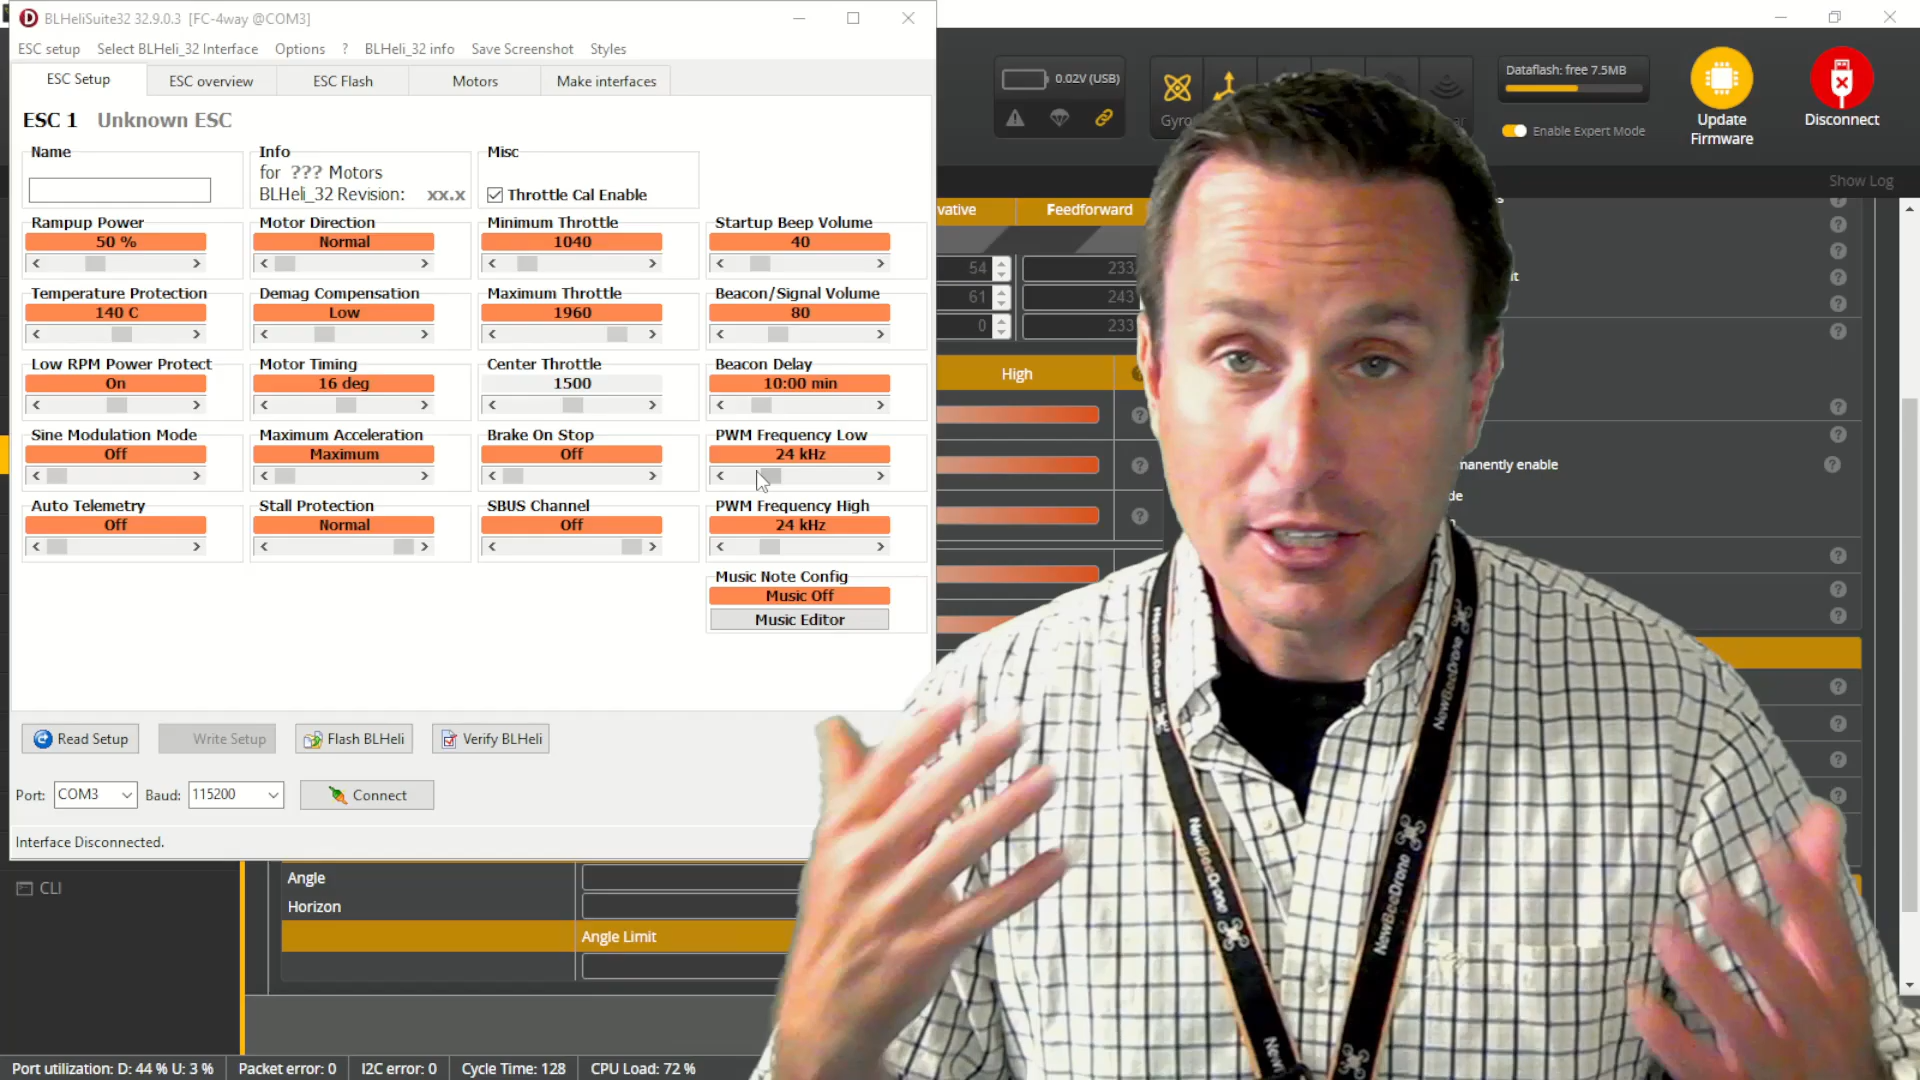 BLHeliSuite32 32.9.0.3 [FC-4way @COM3]
ESC setup Select BLHeli_32 Interface Options ? BLHeli_32 info Save Screenshot Styles
ESC Setup ESC overview ESC Flash Motors Make interfaces
ESC 1 Unknown ESC
Name Info Misc
for ??? Motors
BLHeli_32 Revision: xx.x Throttle Cal Enable
Rampup Power Motor Direction Minimum Throttle Startup Beep Volume
50 % Normal 1040 40
Temperature Protection Demag Compensation Maximum Throttle Beacon/Signal Volume
140 C Low 1960 80
Low RPM Power Protect Motor Timing Center Throttle Beacon Delay
On 16 deg 1500 10:00 min
Sine Modulation Mode Maximum Acceleration Brake On Stop PWM Frequency Low
Off Maximum Off 24 kHz
Auto Telemetry Stall Protection SBUS Channel PWM Frequency High
Off Normal Off 24 kHz
Music Note Config
Music Off
Music Editor
Read Setup Write Setup Flash BLHeli Verify BLHeli
Port: COM3 Baud: 115200 Connect
Interface Disconnected.
0.02V (USB)
Gyro
Dataflash: free 7.5MB
Enable Expert Mode
Update
Firmware
Disconnect
Show Log
vative Feedforward
54 233
61 243
0 233
High
manently enable
de
CLI
Angle
Horizon
Angle Limit
Port utilization: D: 44 % U: 3 % Packet error: 0 I2C error: 0 Cycle Time: 128 CPU Load: 72 %
NewBeeDrone
NewBeeDrone
NewBeeDrone